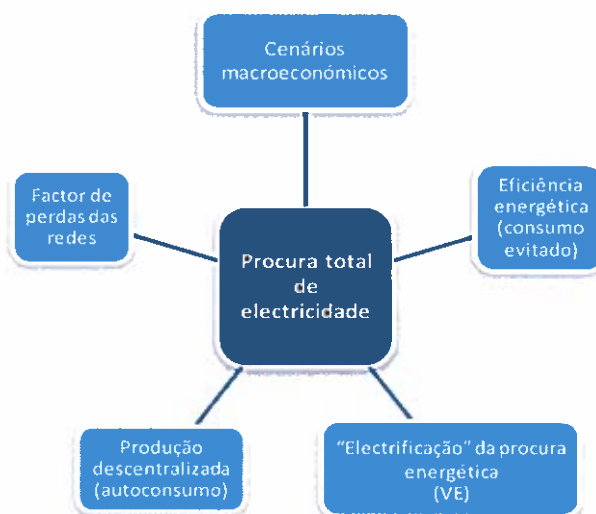 Cenários
macroeconómicos
Factor de
perdas das
redes
Eficiência
energética
(consumo
evitado)
Procura total
de
electricidade
Produção
descentralizada
(autoconsumo)
"Electrificação" da procura
energética
(VE)